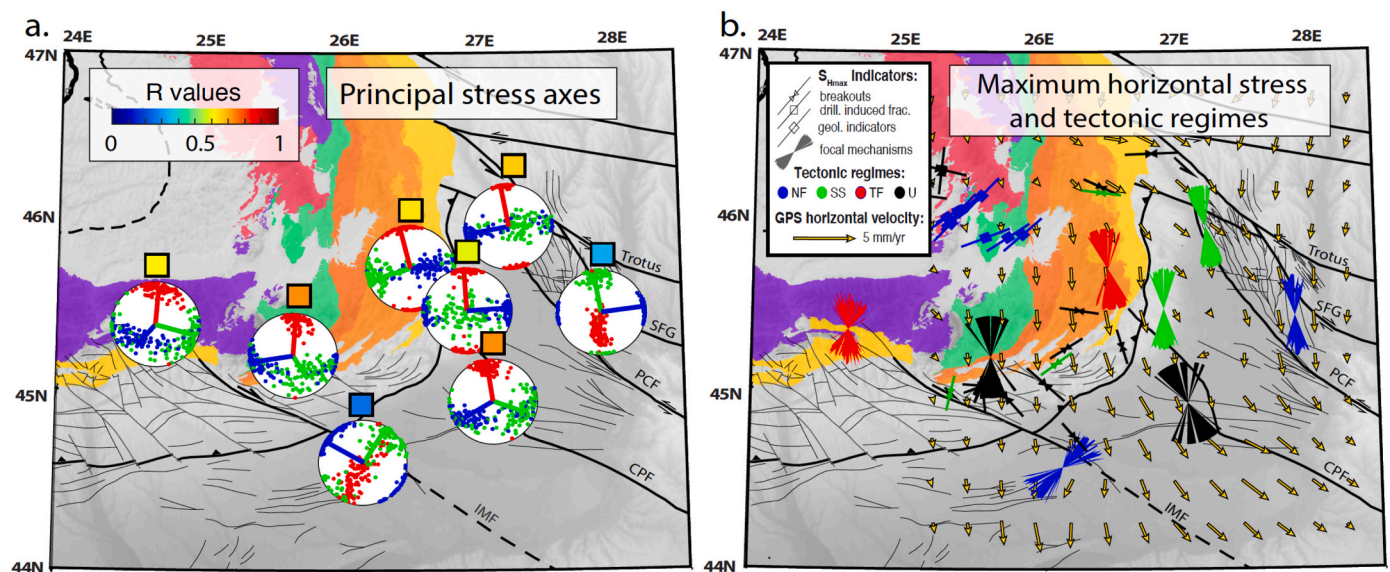 a.
24E 25E 26E 27E 28E
47N
R values
0 0.5 1
Principal stress axes
46N
45N
44N
Trotus
SFG
PCF
CPF
IMF
b.
24E 25E 26E 27E 28E
47N
SHmax Indicators:
breakouts
drill. induced frac.
geol. indicators
focal mechanisms
Tectonic regimes:
NF SS TF U
GPS horizontal velocity:
5 mm/yr
Maximum horizontal stress
and tectonic regimes
46N
45N
44N
Trotus
SFG
PCF
CPF
IMF